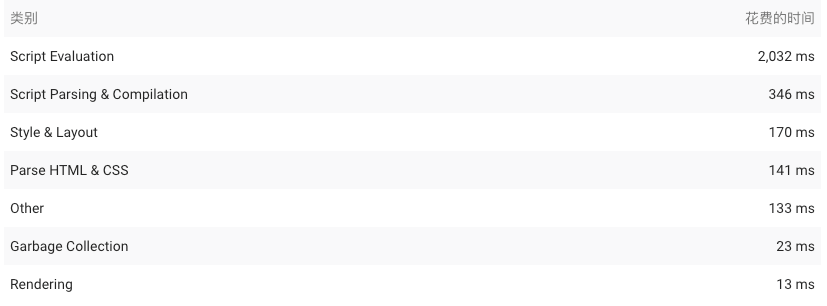 类别 花费的时间
Script Evaluation 2,032 ms
Script Parsing & Compilation 346 ms
Style & Layout 170 ms
Parse HTML & CSS 141 ms
Other 133 ms
Garbage Collection 23 ms
Rendering 13 ms